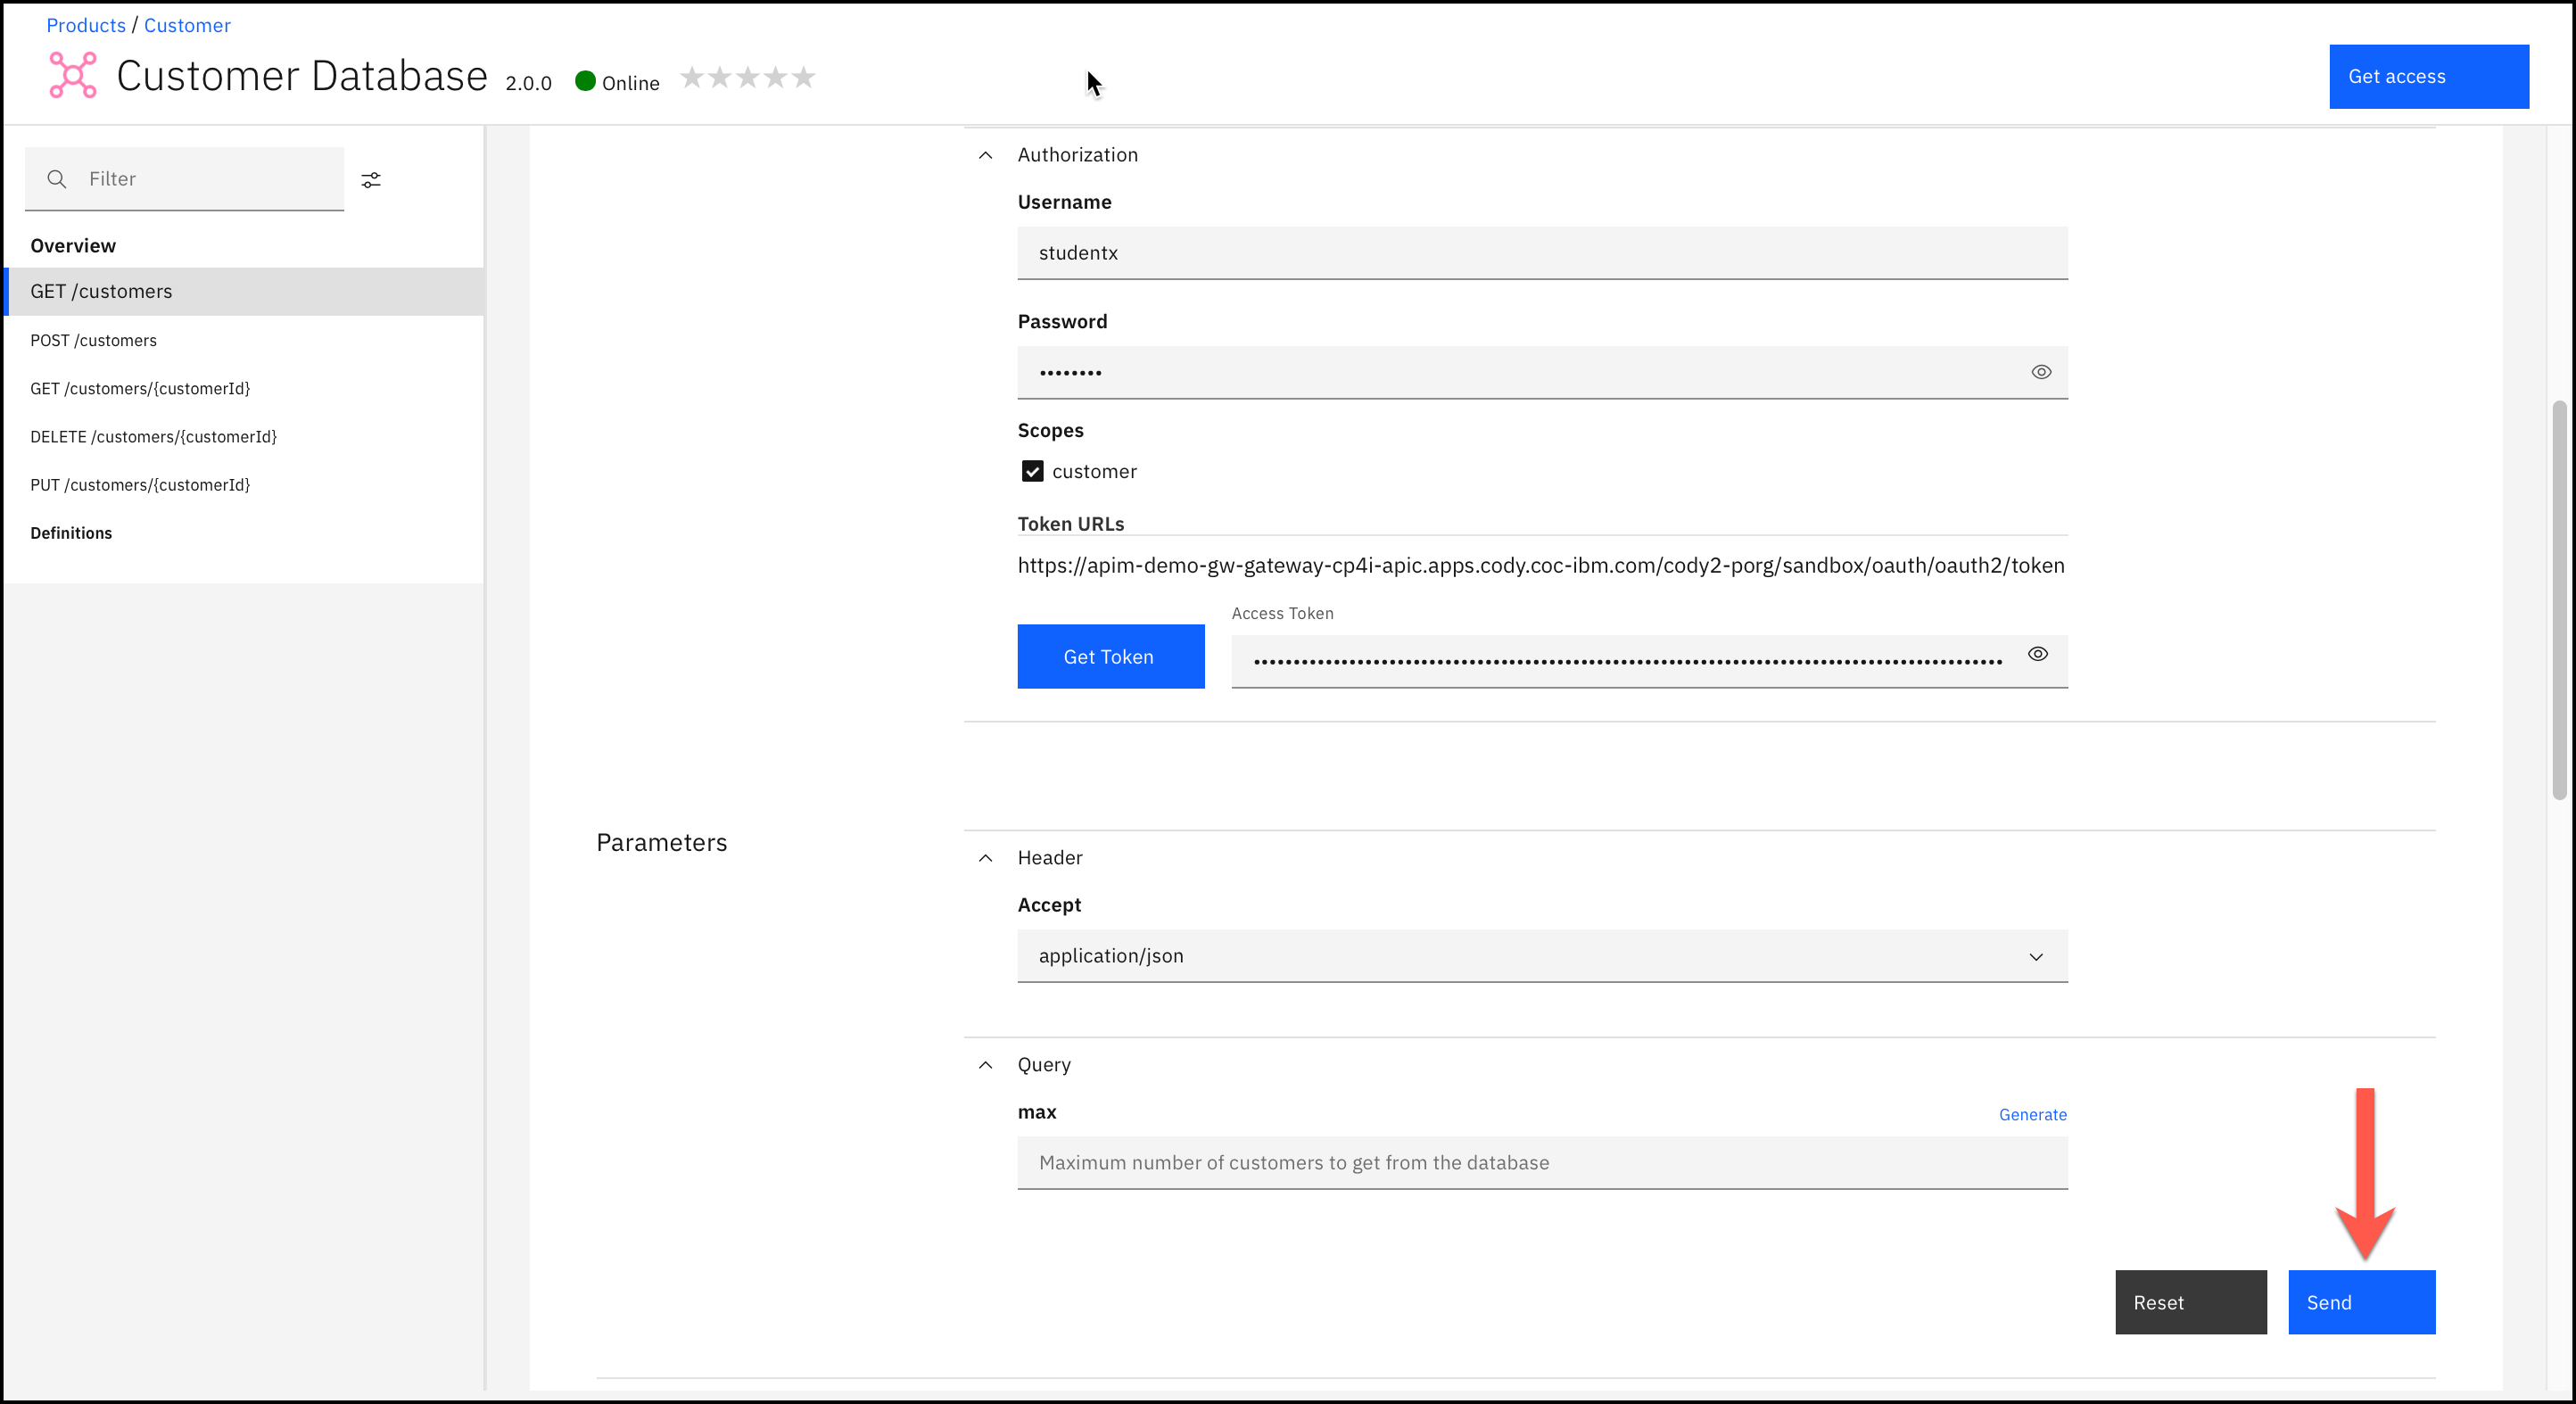 Products / Customer
Customer Database 2.0.0 Online
Get access
Filter
Overview
GET /customers
POST /customers
GET /customers/{customerId}
DELETE /customers/{customerId}
PUT /customers/{customerId}
Definitions
Authorization
Username
studentx
Password
••••••••
Scopes
customer
Token URLs
https://apim-demo-gw-gateway-cp4i-apic.apps.cody.coc-ibm.com/cody2-porg/sandbox/oauth/oauth2/token
Get Token
Access Token
Parameters
Header
Accept
application/json
Query
max
Generate
Maximum number of customers to get from the database
Reset
Send